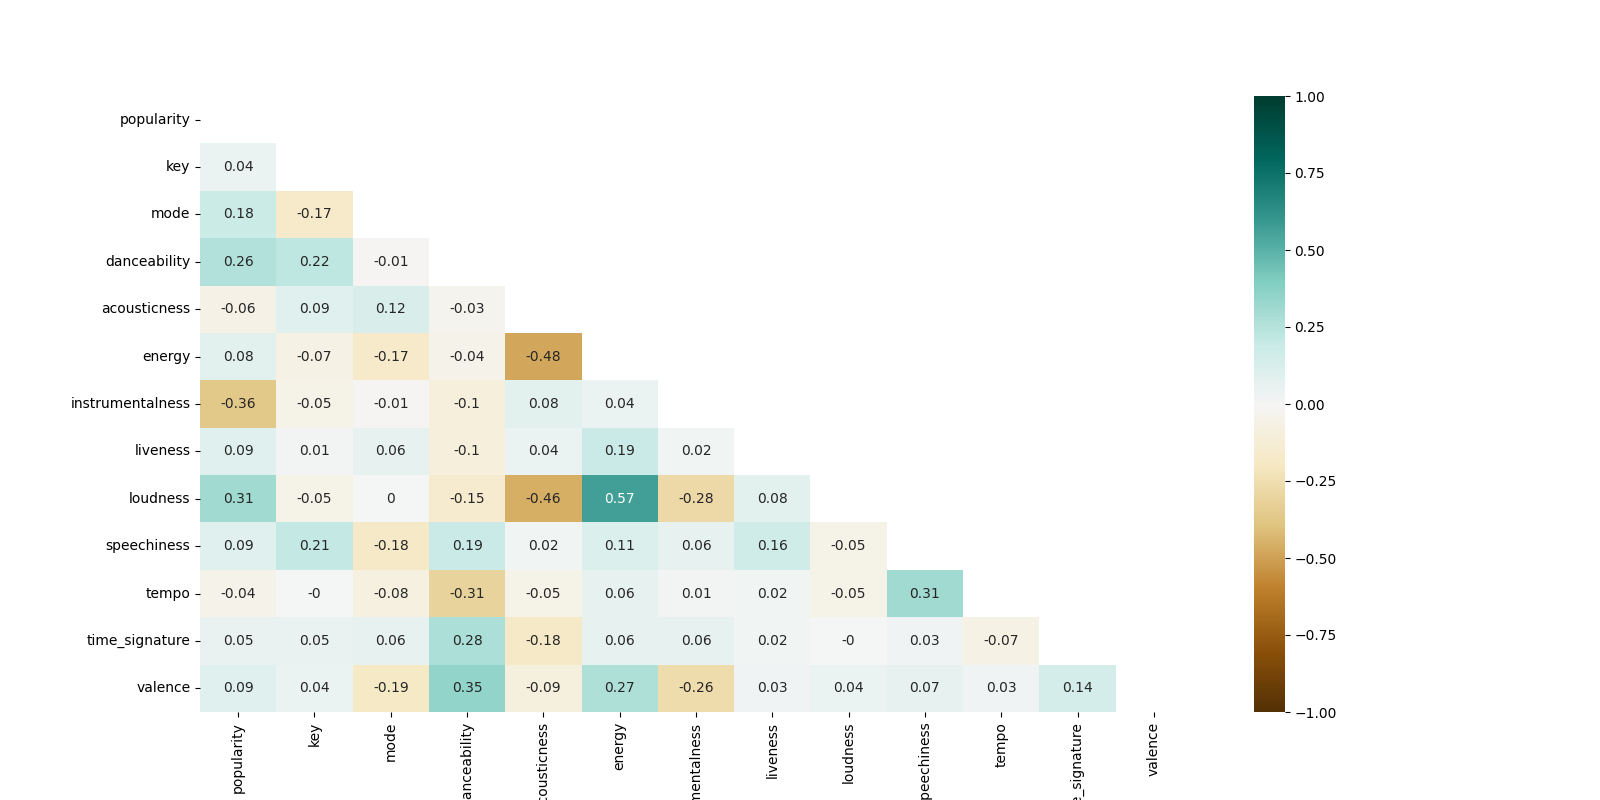 1.00
popularity
key 0.04
0.75
mode 0.18 -0.17
danceability 0.26 0.22 -0.01
0.50
acousticness -0.06 0.09 0.12 -0.03
0.25
energy 0.08 -0.07 -0.17 -0.04 -0.48
instrumentalness -0.36 -0.05 -0.01 -0.1 0.08 0.04
0.00
liveness 0.09 0.01 0.06 -0.1 0.04 0.19 0.02
−0.25
loudness 0.31 -0.05 0 -0.15 -0.46 0.57 -0.28 0.08
speechiness 0.09 0.21 -0.18 0.19 0.02 0.11 0.06 0.16 -0.05
−0.50
tempo -0.04 -0 -0.08 -0.31 -0.05 0.06 0.01 0.02 -0.05 0.31
−0.75
time_signature 0.05 0.05 0.06 0.28 -0.18 0.06 0.06 0.02 -0 0.03 -0.07
valence 0.09 0.04 -0.19 0.35 -0.09 0.27 -0.26 0.03 0.04 0.07 0.03 0.14
−1.00
popularity
key
mode
anceability
cousticness
energy
mentalness
liveness
loudness
peechiness
tempo
e_signature
valence